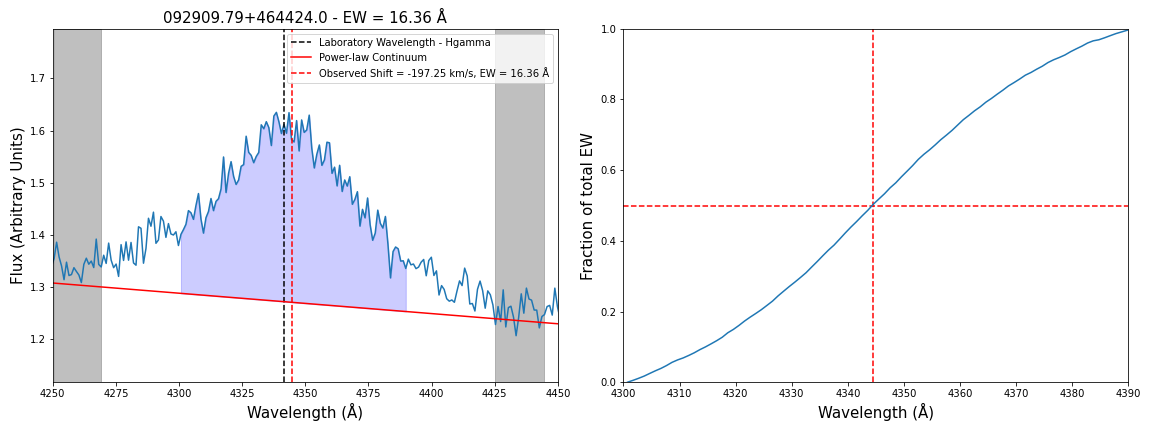 092909.79+464424.0 - EW = 16.36 Å
Laboratory Wavelength - Hgamma
Power-law Continuum
Observed Shift = -197.25 km/s, EW = 16.36 Å
Flux (Arbitrary Units)
1.7
1.6
1.5
1.4
1.3
1.2
4250 4275 4300 4325 4350 4375 4400 4425 4450
Wavelength (Å)
Fraction of total EW
1.0
0.8
0.6
0.4
0.2
0.0
4300 4310 4320 4330 4340 4350 4360 4370 4380 4390
Wavelength (Å)